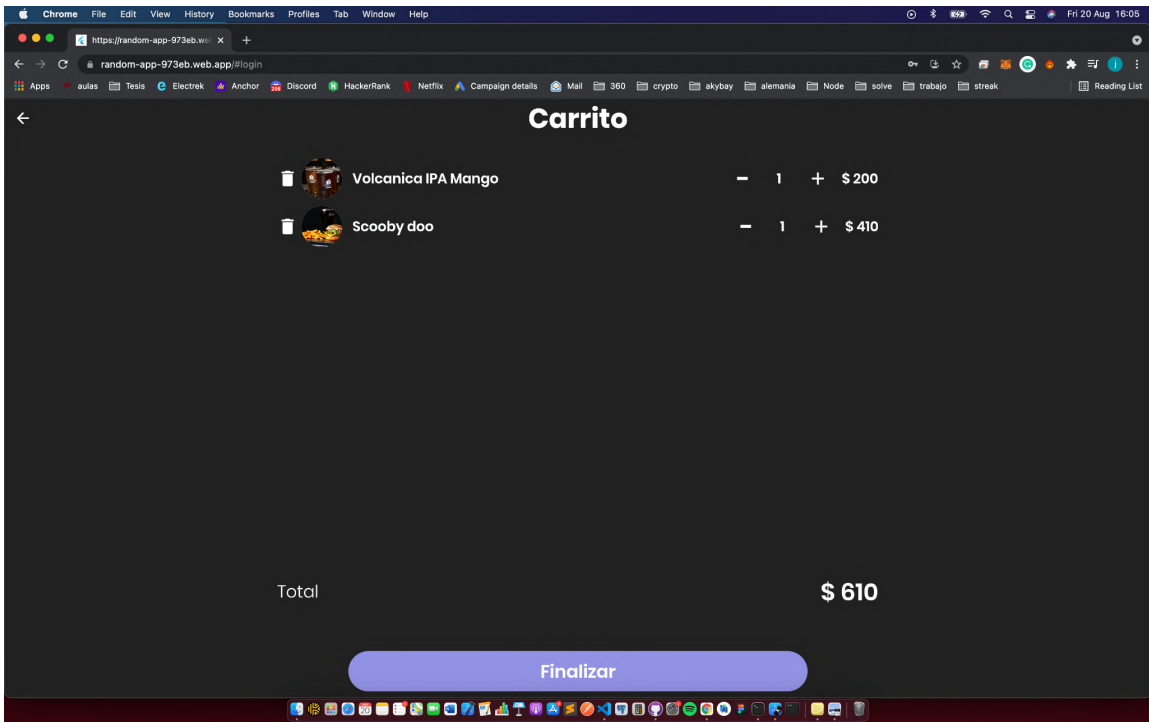 Chrome File Edit View History Bookmarks Profiles Tab Window Help Fri 20 Aug 16:05
https://random-app-973eb.we
random-app-973eb.web.app/#login
Apps aulas Tesis Electrek Anchor Discord HackerRank Netflix Campaign details Mail 360 crypto akybay alemania Node solve trabajo streak Reading List
Carrito
Volcanica IPA Mango - 1 + $ 200
Scooby doo - 1 + $ 410
Total $ 610
Finalizar